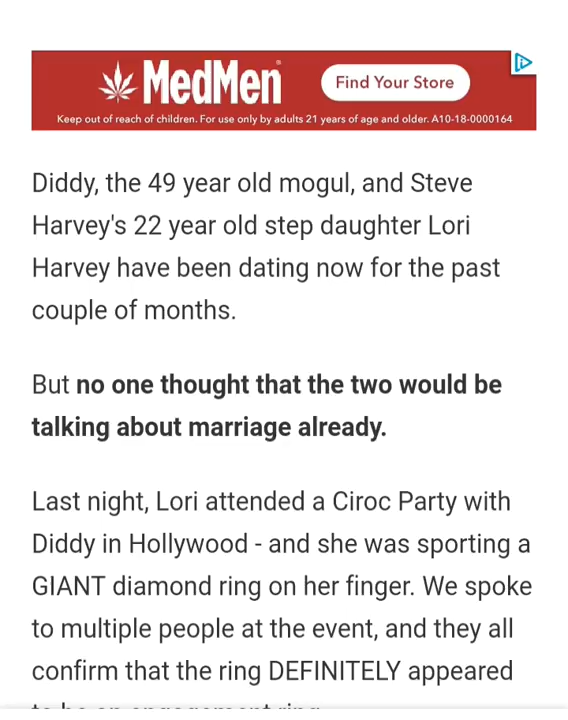 MedMen®
Find Your Store
Keep out of reach of children. For use only by adults 21 years of age and older. A10-18-0000164
Diddy, the 49 year old mogul, and Steve
Harvey's 22 year old step daughter Lori
Harvey have been dating now for the past
couple of months.
But no one thought that the two would be
talking about marriage already.
Last night, Lori attended a Ciroc Party with
Diddy in Hollywood - and she was sporting a
GIANT diamond ring on her finger. We spoke
to multiple people at the event, and they all
confirm that the ring DEFINITELY appeared
to be an engagement ring.